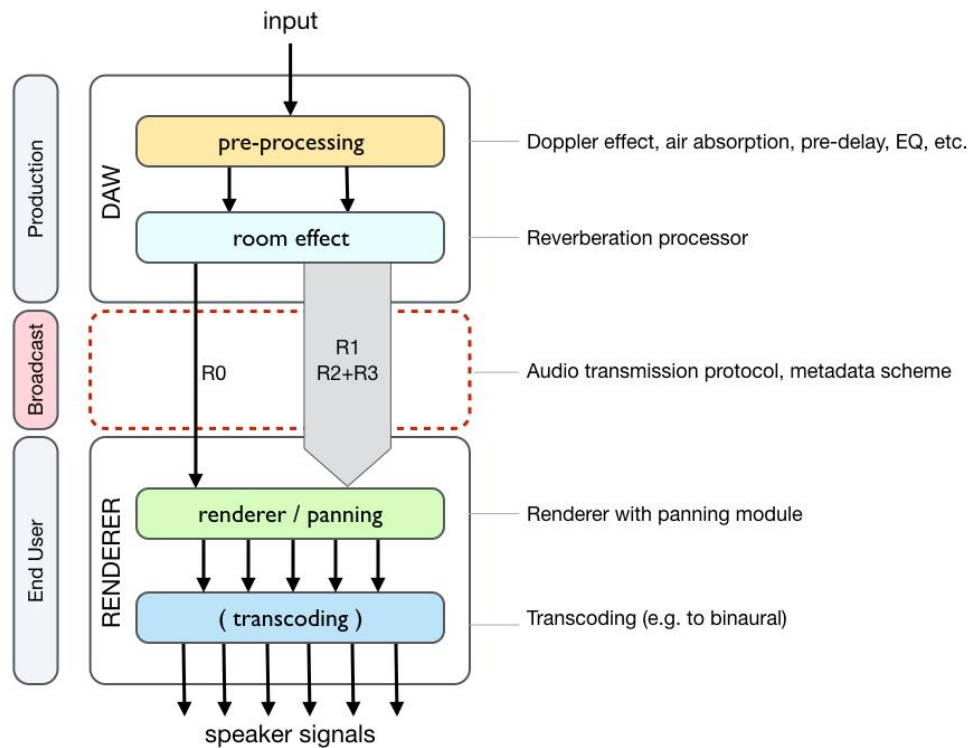 input
Production
DAW
pre-processing
Doppler effect, air absorption, pre-delay, EQ, etc.
room effect
Reverberation processor
Broadcast
R0
R1
R2+R3
Audio transmission protocol, metadata scheme
End User
RENDERER
renderer / panning
Renderer with panning module
( transcoding )
Transcoding (e.g. to binaural)
speaker signals